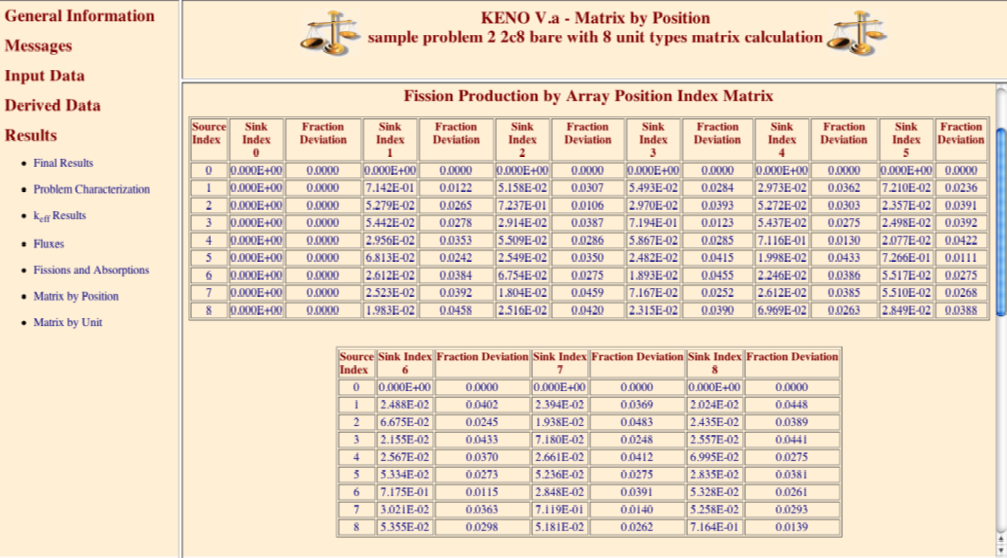 General Information
Messages
Input Data
Derived Data
Results
Final Results
Problem Characterization
keff Results
Fluxes
Fissions and Absorptions
Matrix by Position
Matrix by Unit
KENO V.a - Matrix by Position
sample problem 2 2c8 bare with 8 unit types matrix calculation
Fission Production by Array Position Index Matrix
Source Index Sink Index 0 Fraction Deviation Sink Index 1 Fraction Deviation Sink Index 2 Fraction Deviation Sink Index 3 Fraction Deviation Sink Index 4 Fraction Deviation Sink Index 5 Fraction Deviation
0 0.000E+00 0.0000 0.000E+00 0.0000 0.000E+00 0.0000 0.000E+00 0.0000 0.000E+00 0.0000 0.000E+00 0.0000
1 0.000E+00 0.0000 7.142E-01 0.0122 5.158E-02 0.0307 5.493E-02 0.0284 2.973E-02 0.0362 7.210E-02 0.0236
2 0.000E+00 0.0000 5.279E-02 0.0265 7.237E-01 0.0106 2.970E-02 0.0393 5.272E-02 0.0303 2.357E-02 0.0391
3 0.000E+00 0.0000 5.442E-02 0.0278 2.914E-02 0.0387 7.194E-01 0.0123 5.437E-02 0.0275 2.498E-02 0.0392
4 0.000E+00 0.0000 2.956E-02 0.0353 5.509E-02 0.0286 5.867E-02 0.0285 7.116E-01 0.0130 2.077E-02 0.0422
5 0.000E+00 0.0000 6.813E-02 0.0242 2.549E-02 0.0350 2.482E-02 0.0415 1.998E-02 0.0433 7.266E-01 0.0111
6 0.000E+00 0.0000 2.612E-02 0.0384 6.754E-02 0.0275 1.893E-02 0.0455 2.246E-02 0.0386 5.517E-02 0.0275
7 0.000E+00 0.0000 2.523E-02 0.0392 1.804E-02 0.0459 7.167E-02 0.0252 2.612E-02 0.0385 5.510E-02 0.0268
8 0.000E+00 0.0000 1.983E-02 0.0458 2.516E-02 0.0420 2.315E-02 0.0390 6.969E-02 0.0263 2.849E-02 0.0388
Source Index Sink Index 6 Fraction Deviation Sink Index 7 Fraction Deviation Sink Index 8 Fraction Deviation
0 0.000E+00 0.0000 0.000E+00 0.0000 0.000E+00 0.0000
1 2.488E-02 0.0402 2.394E-02 0.0369 2.024E-02 0.0448
2 6.675E-02 0.0245 1.938E-02 0.0483 2.435E-02 0.0389
3 2.155E-02 0.0433 7.180E-02 0.0248 2.557E-02 0.0441
4 2.567E-02 0.0370 2.661E-02 0.0412 6.995E-02 0.0275
5 5.334E-02 0.0273 5.236E-02 0.0275 2.835E-02 0.0381
6 7.175E-01 0.0115 2.848E-02 0.0391 5.328E-02 0.0261
7 3.021E-02 0.0363 7.119E-01 0.0140 5.258E-02 0.0293
8 5.355E-02 0.0298 5.181E-02 0.0262 7.164E-01 0.0139